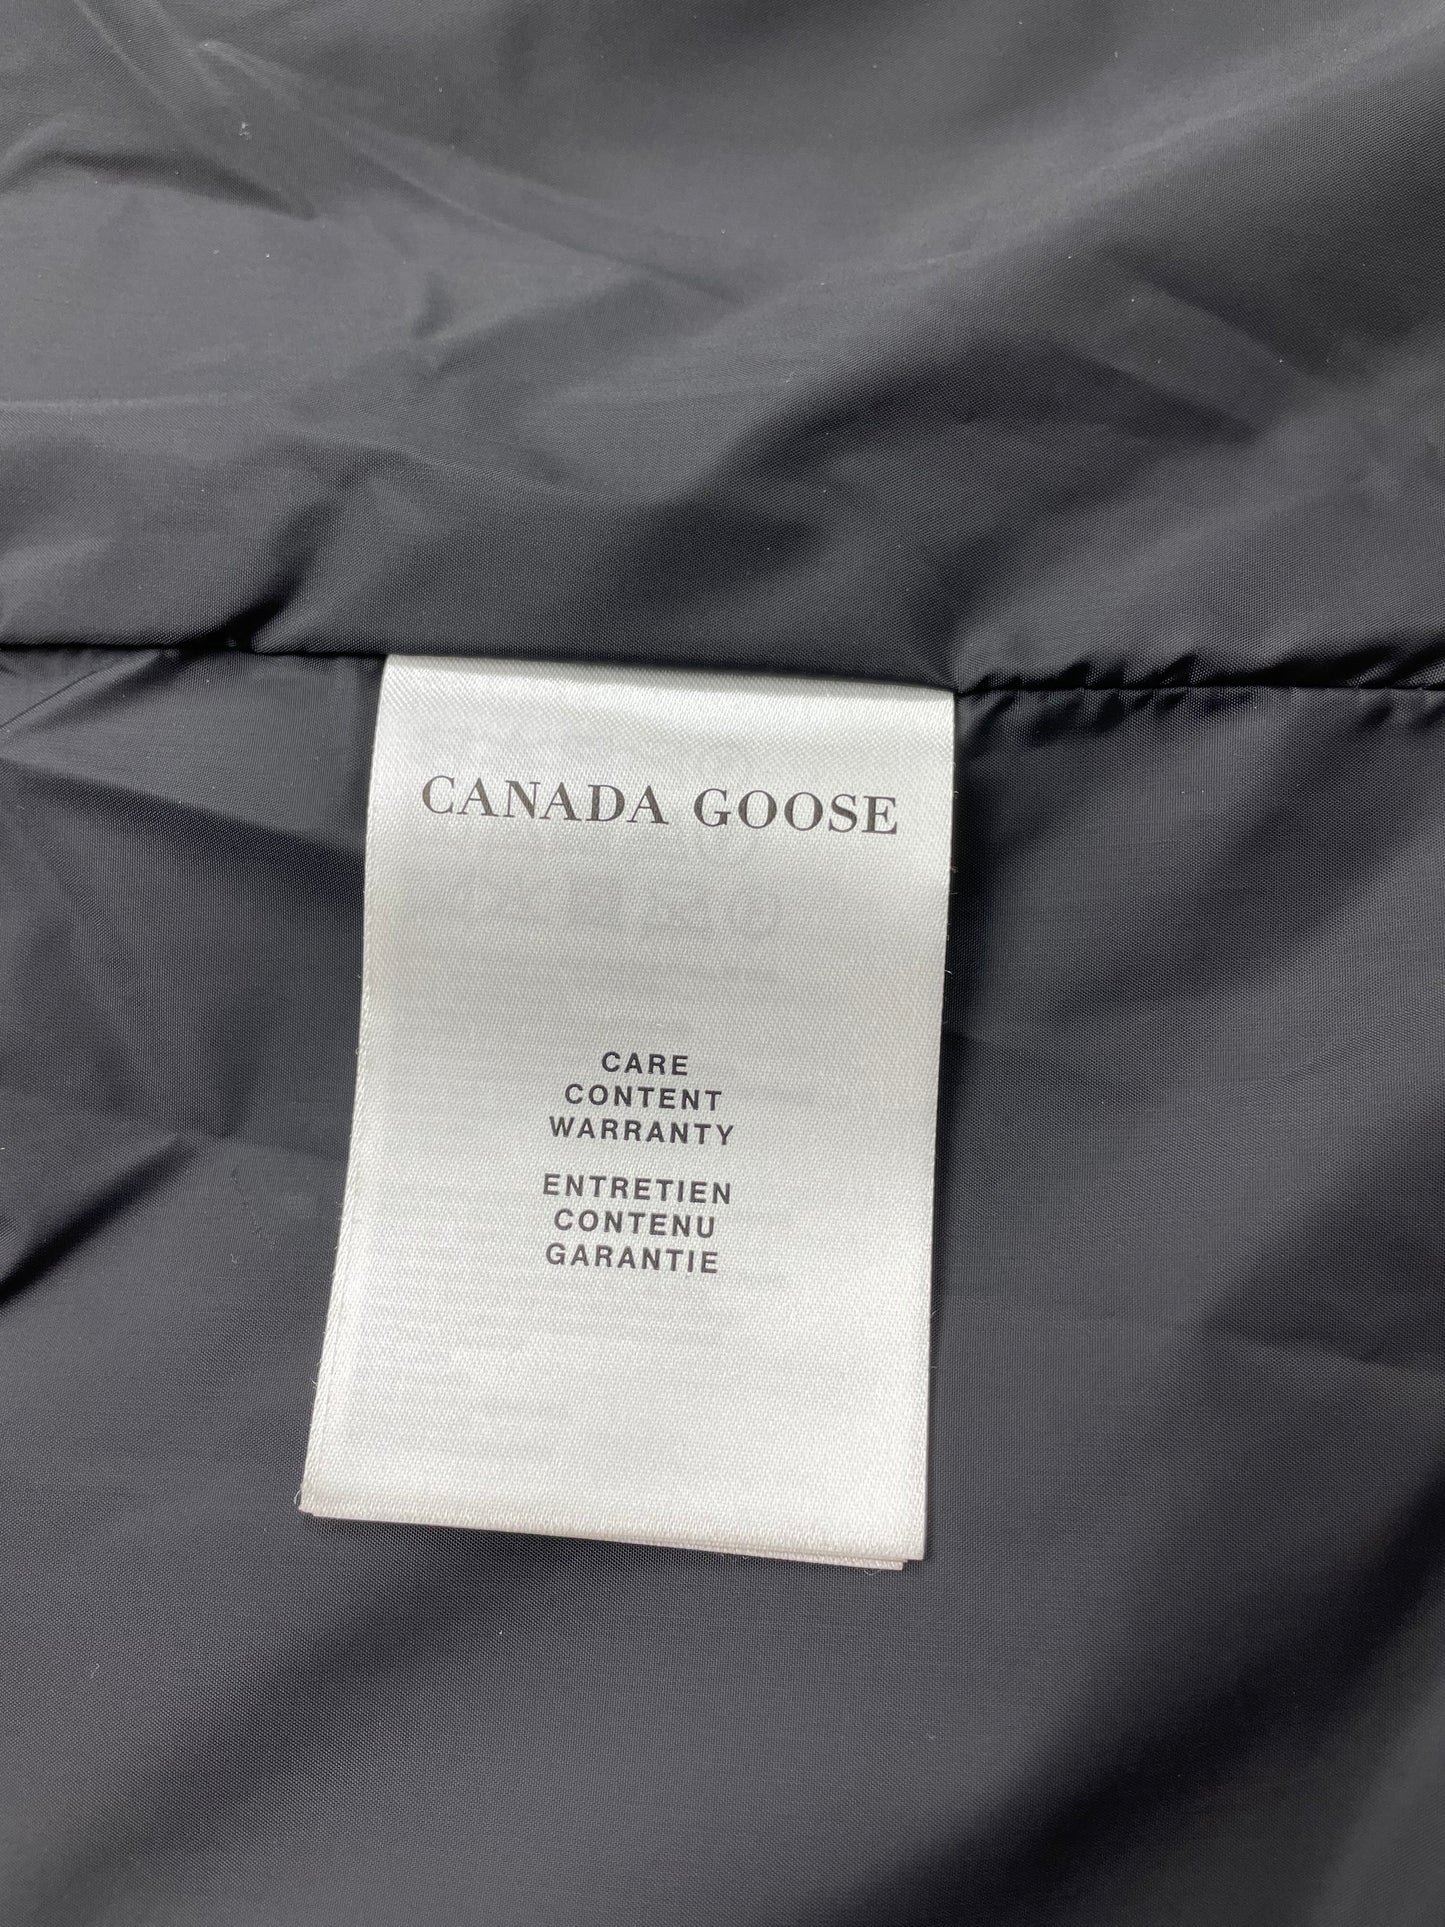 CANADA GOOSE
CARE
CONTENT
WARRANTY
ENTRETIEN
CONTENU
GARANTIE